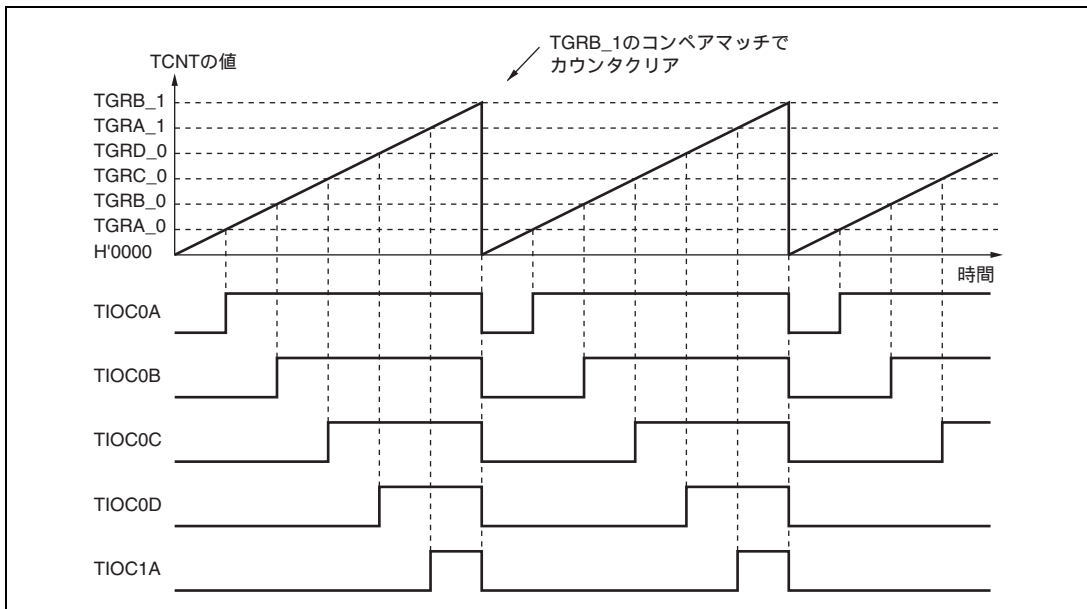 TGRB_1のコンペアマッチで
カウンタクリア
TCNTの値
TGRB_1
TGRA_1
TGRD_0
TGRC_0
TGRB_0
TGRA_0
H'0000
時間
TIOC0A
TIOC0B
TIOC0C
TIOC0D
TIOC1A